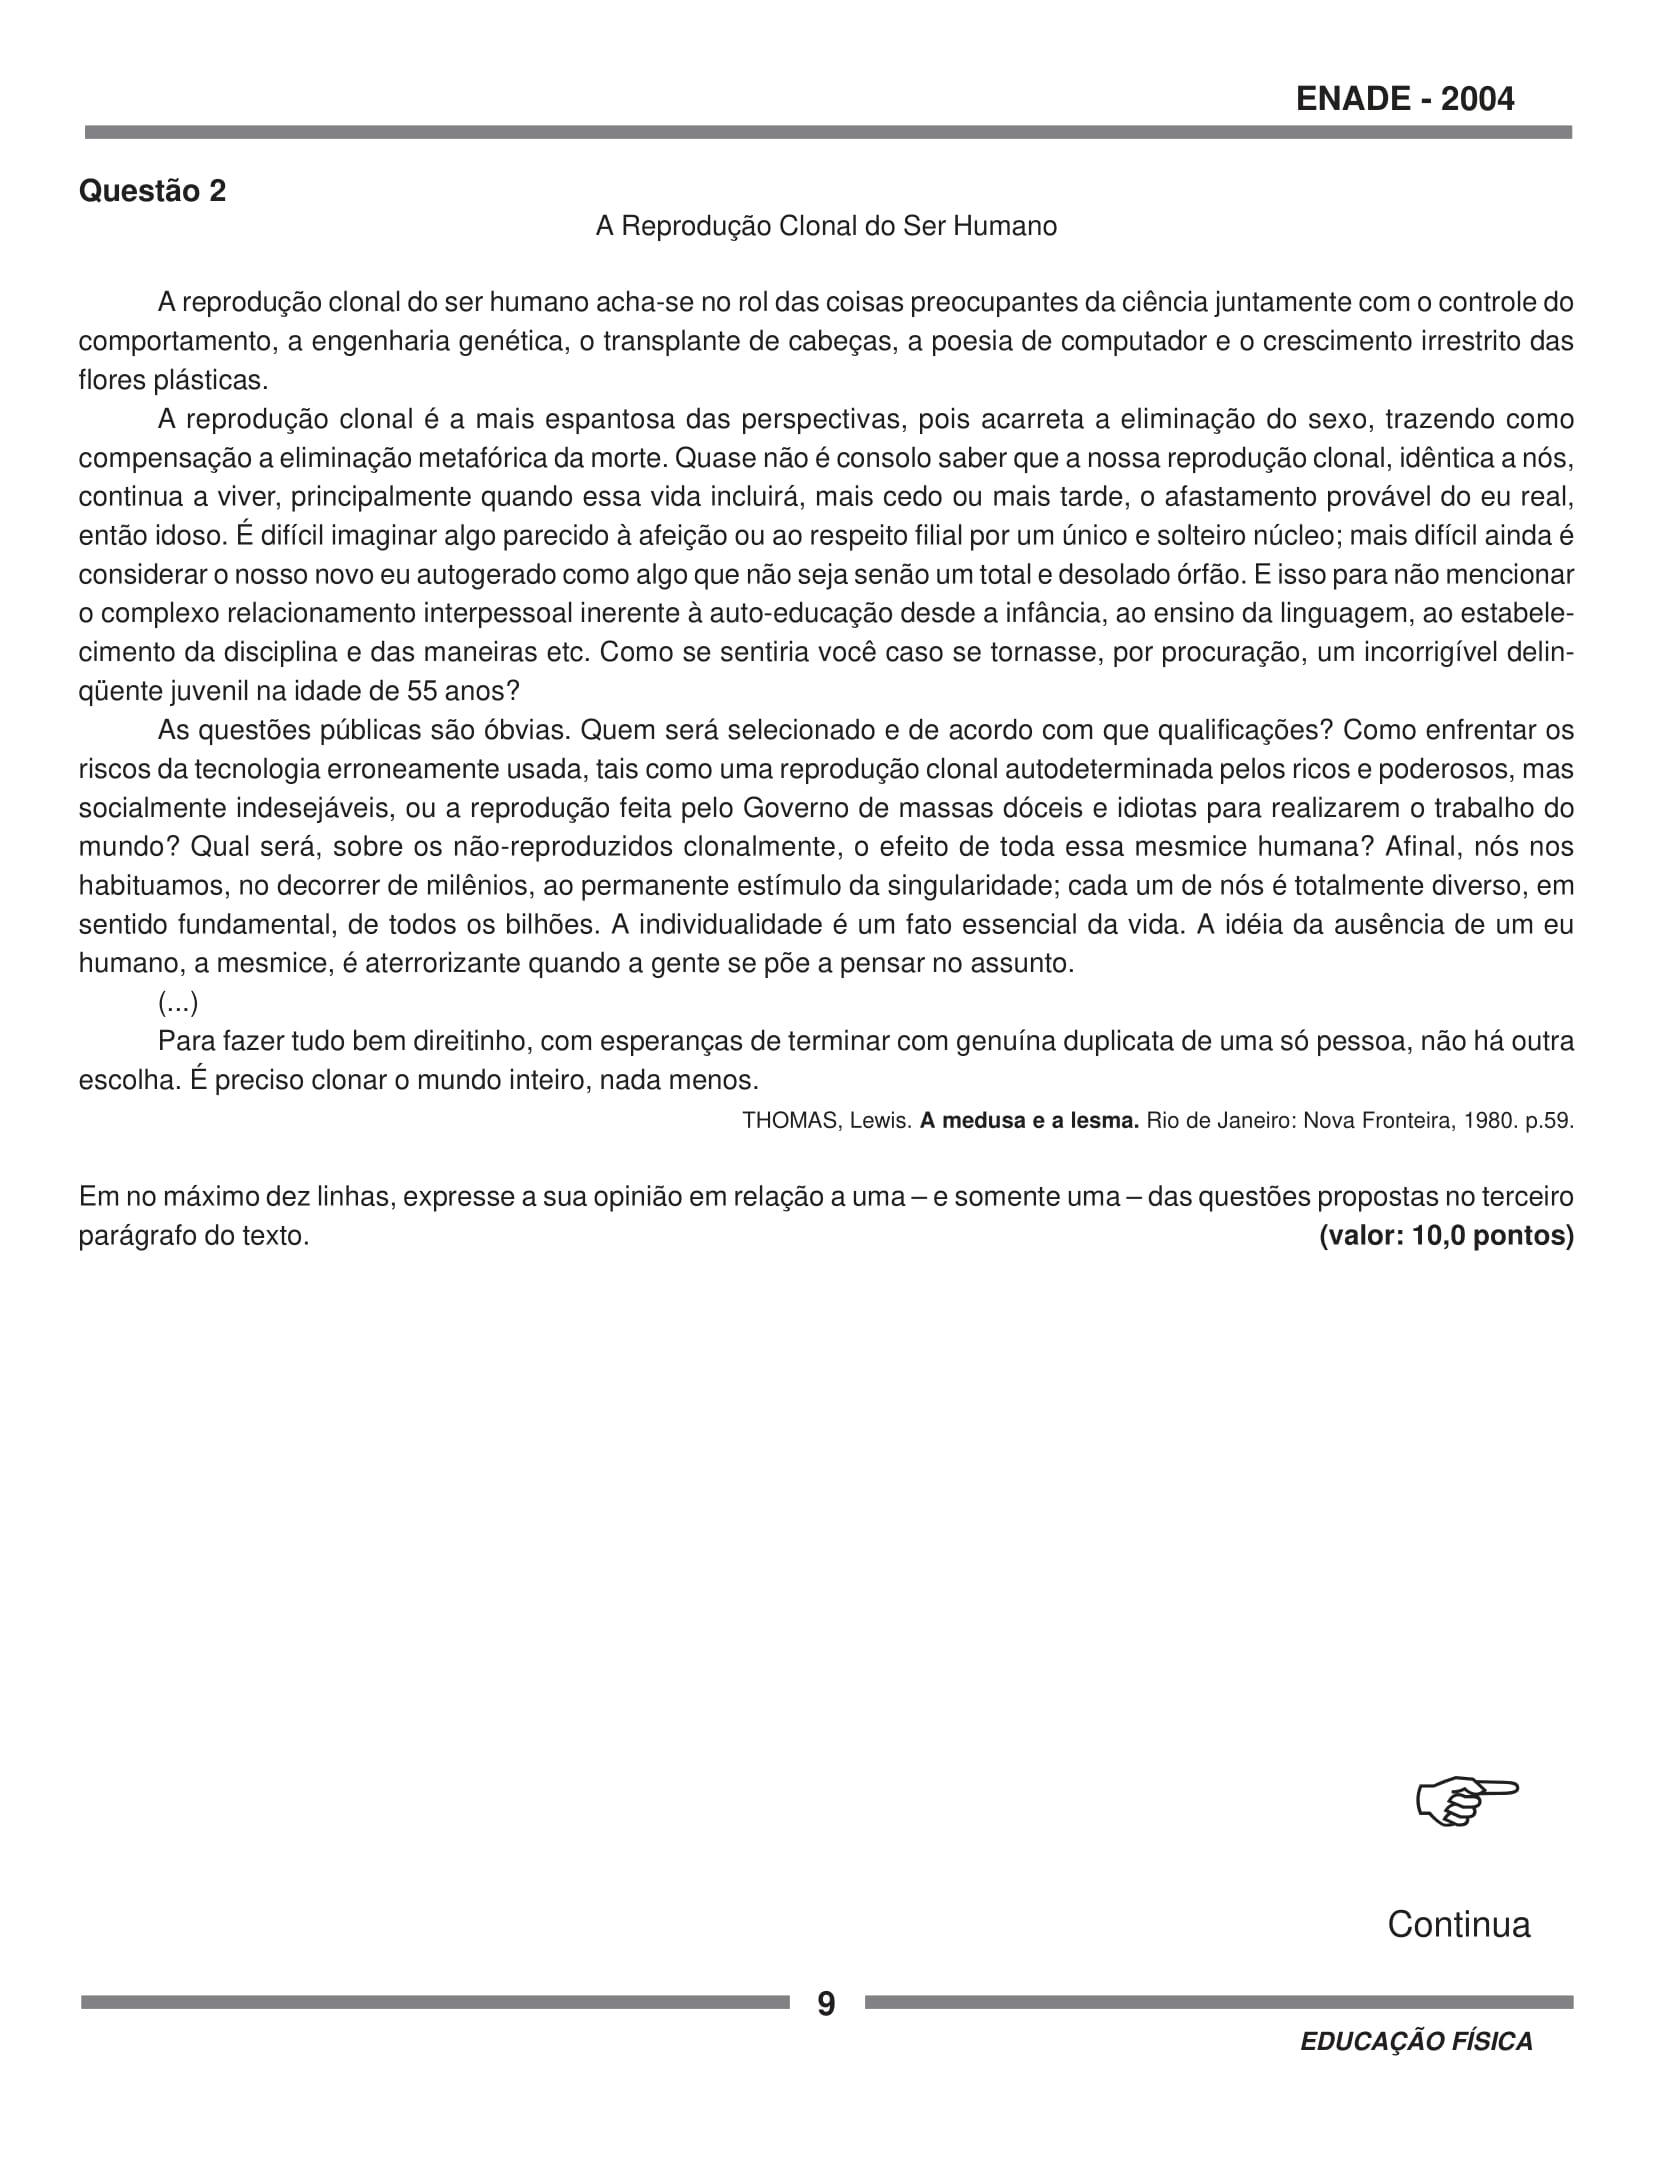 ENADE - 2004
Questão 2
A Reprodução Clonal do Ser Humano
A reprodução clonal do ser humano acha-se no rol das coisas preocupantes da ciência juntamente com o controle do
comportamento, a engenharia genética, o transplante de cabeças, a poesia de computador e o crescimento irrestrito das
flores plásticas.
A reprodução clonal é a mais espantosa das perspectivas, pois acarreta a eliminação do sexo, trazendo como
compensação a eliminação metafórica da morte. Quase não é consolo saber que a nossa reprodução clonal, idêntica a nós,
continua a viver, principalmente quando essa vida incluirá, mais cedo ou mais tarde, o afastamento provável do eu real,
então idoso. É difícil imaginar algo parecido à afeição ou ao respeito filial por um único e solteiro núcleo; mais difícil ainda é
considerar o nosso novo eu autogerado como algo que não seja senão um total e desolado órfão. E isso para não mencionar
o complexo relacionamento interpessoal inerente à auto-educação desde a infância, ao ensino da linguagem, ao estabele-
cimento da disciplina e das maneiras etc. Como se sentiria você caso se tornasse, por procuração, um incorrigível delin-
qüente juvenil na idade de 55 anos?
As questões públicas são óbvias. Quem será selecionado e de acordo com que qualificações? Como enfrentar os
riscos da tecnologia erroneamente usada, tais como uma reprodução clonal autodeterminada pelos ricos e poderosos, mas
socialmente indesejáveis, ou a reprodução feita pelo Governo de massas dóceis e idiotas para realizarem o trabalho do
mundo? Qual será, sobre os não-reproduzidos clonalmente, o efeito de toda essa mesmice humana? Afinal, nós nos
habituamos, no decorrer de milênios, ao permanente estímulo da singularidade; cada um de nós é totalmente diverso, em
sentido fundamental, de todos os bilhões. A individualidade é um fato essencial da vida. A idéia da ausência de um eu
humano, a mesmice, é aterrorizante quando a gente se põe a pensar no assunto.
(...)
Para fazer tudo bem direitinho, com esperanças de terminar com genuína duplicata de uma só pessoa, não há outra
escolha. É preciso clonar o mundo inteiro, nada menos.
THOMAS, Lewis. A medusa e a lesma. Rio de Janeiro: Nova Fronteira, 1980. p.59.
Em no máximo dez linhas, expresse a sua opinião em relação a uma – e somente uma – das questões propostas no terceiro
parágrafo do texto. (valor: 10,0 pontos)
Continua
9
EDUCAÇÃO FÍSICA